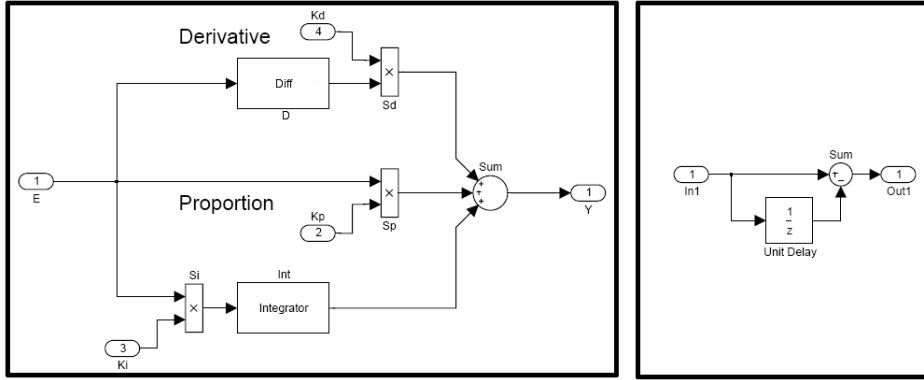 Kd
4
Derivative
Diff
×
D
Sd
1
E
Sum
+
+
+
1
Y
×
Proportion
Kp
2
Sp
Si
Int
×
Integrator
3
Ki
1
In1
Sum
+
−
1
Out1
1
z
Unit Delay